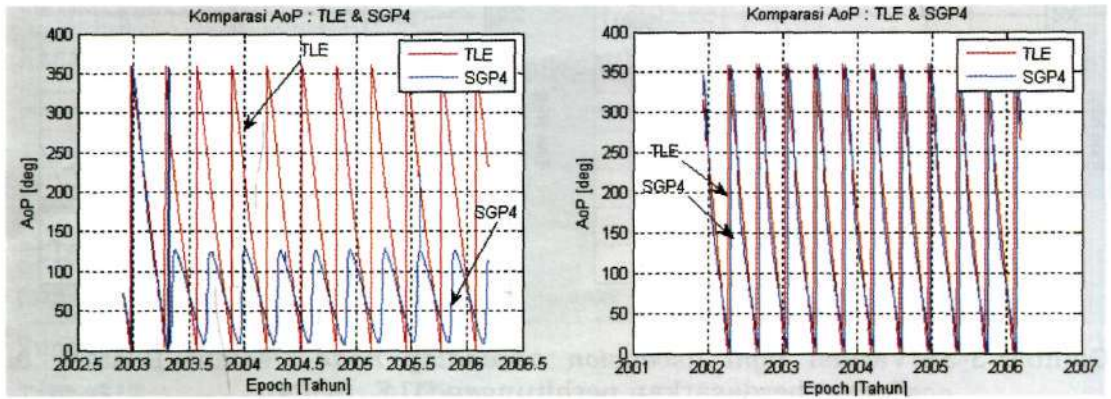 Komparasi AoP : TLE & SGP4
400
350
300
250
200
150
100
50
0
AoP [deg]
TLE
TLE
SGP4
SGP4
2002.5 2003 2003.5 2004 2004.5 2005 2005.5 2006 2006.5
Epoch [Tahun]
Komparasi AoP : TLE & SGP4
400
350
300
250
200
150
100
50
0
AoP [deg]
TLE
SGP4
TLE
SGP4
2001 2002 2003 2004 2005 2006 2007
Epoch [Tahun]